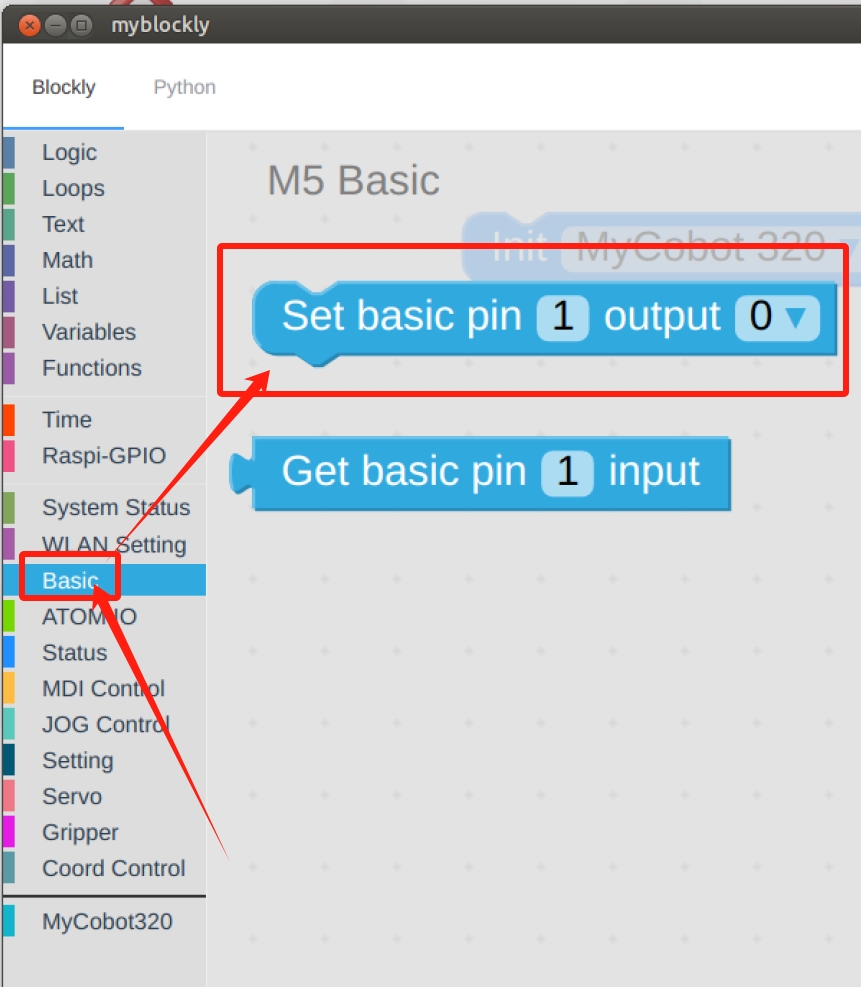 myblockly
Blockly Python
Logic
Loops
Text
Math
List
Variables
Functions
Time
Raspi-GPIO
System Status
WLAN Setting
Basic
ATOM IO
Status
MDI Control
JOG Control
Setting
Servo
Gripper
Coord Control
MyCobot320
M5 Basic
Init MyCobot 320
Set basic pin 1 output 0
Get basic pin 1 input